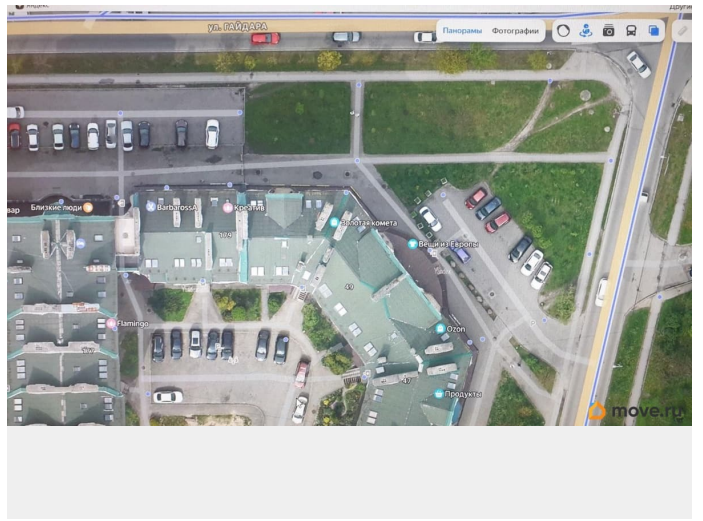 ул. ГАЙДАРА
Панорамы Фотографии
Близкие люди
BarbarossA
Креатив
Золотая комета
Вещи из Европы
49
Flamingo
Ozon
47
Продукты
move.ru